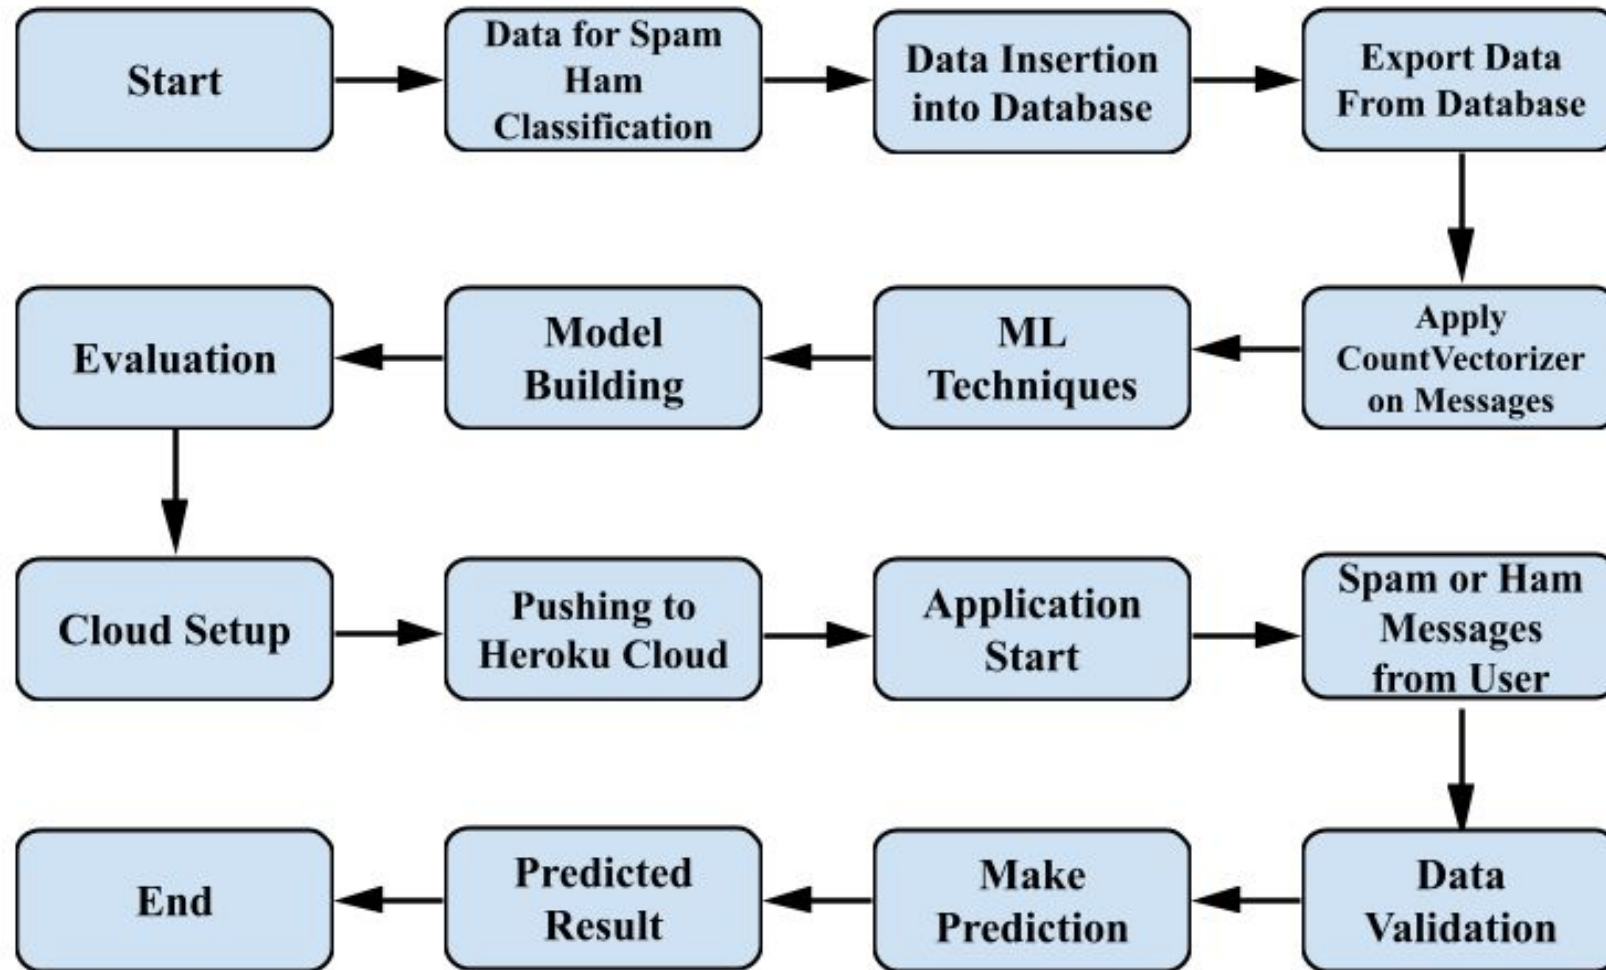 Start
Data for Spam
Ham
Classification
Data Insertion
into Database
Export Data
From Database
Apply
CountVectorizer
on Messages
ML
Techniques
Model
Building
Evaluation
Cloud Setup
Pushing to
Heroku Cloud
Application
Start
Spam or Ham
Messages
from User
Data
Validation
Make
Prediction
Predicted
Result
End